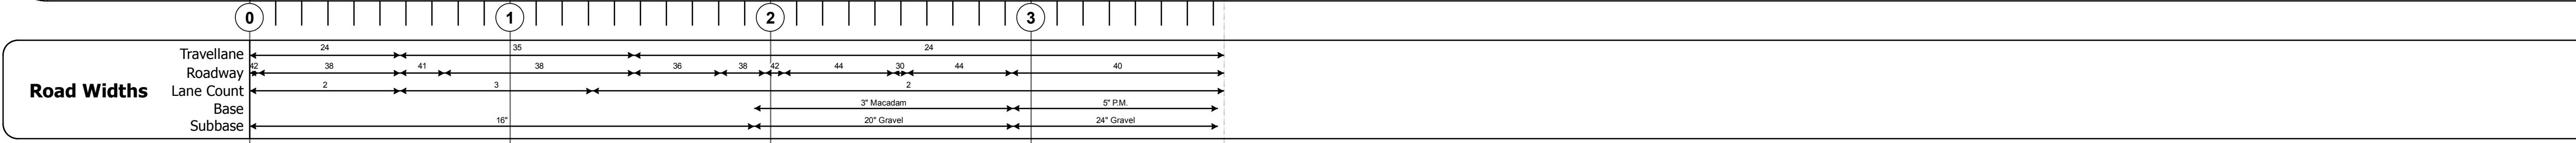 0 1 2 3
Travellane 24 35 24
Roadway 42 38 41 38 36 38 42 44 30 44 40
Road Widths
Lane Count 2 3 2
Base 3" Macadam 5" P.M.
Subbase 16" 20" Gravel 24" Gravel